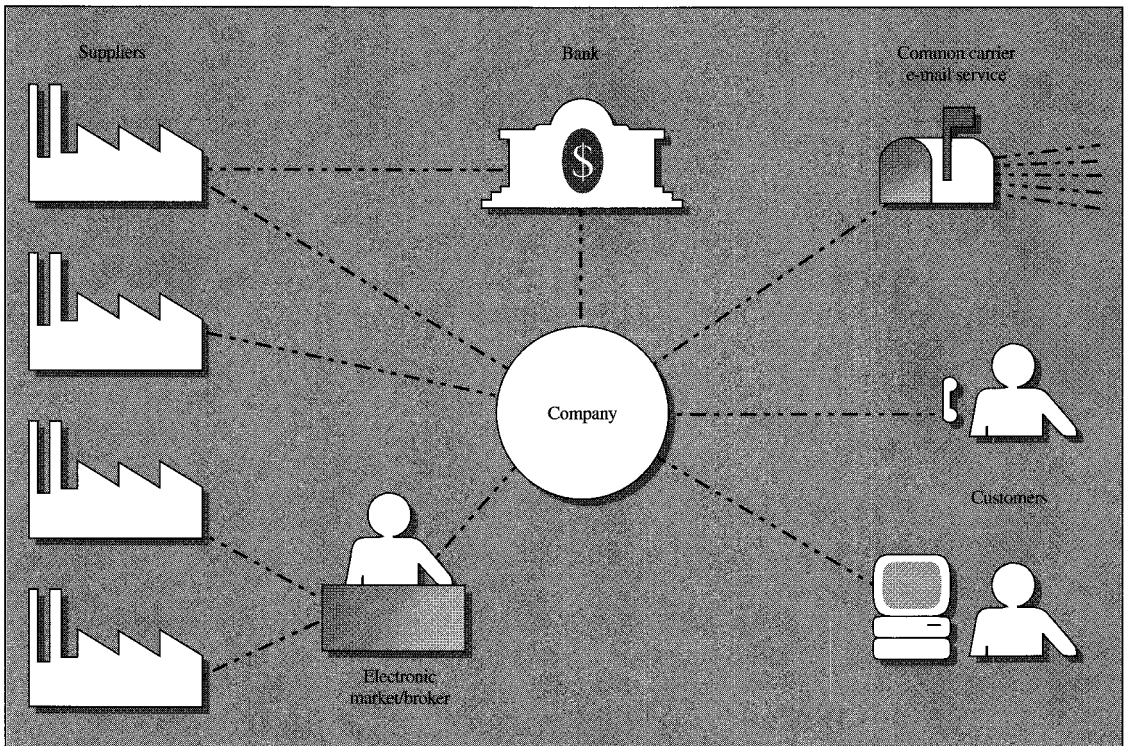 Suppliers
Bank
Common carrier
e-mail service
$
Company
Customers
Electronic
market/broker